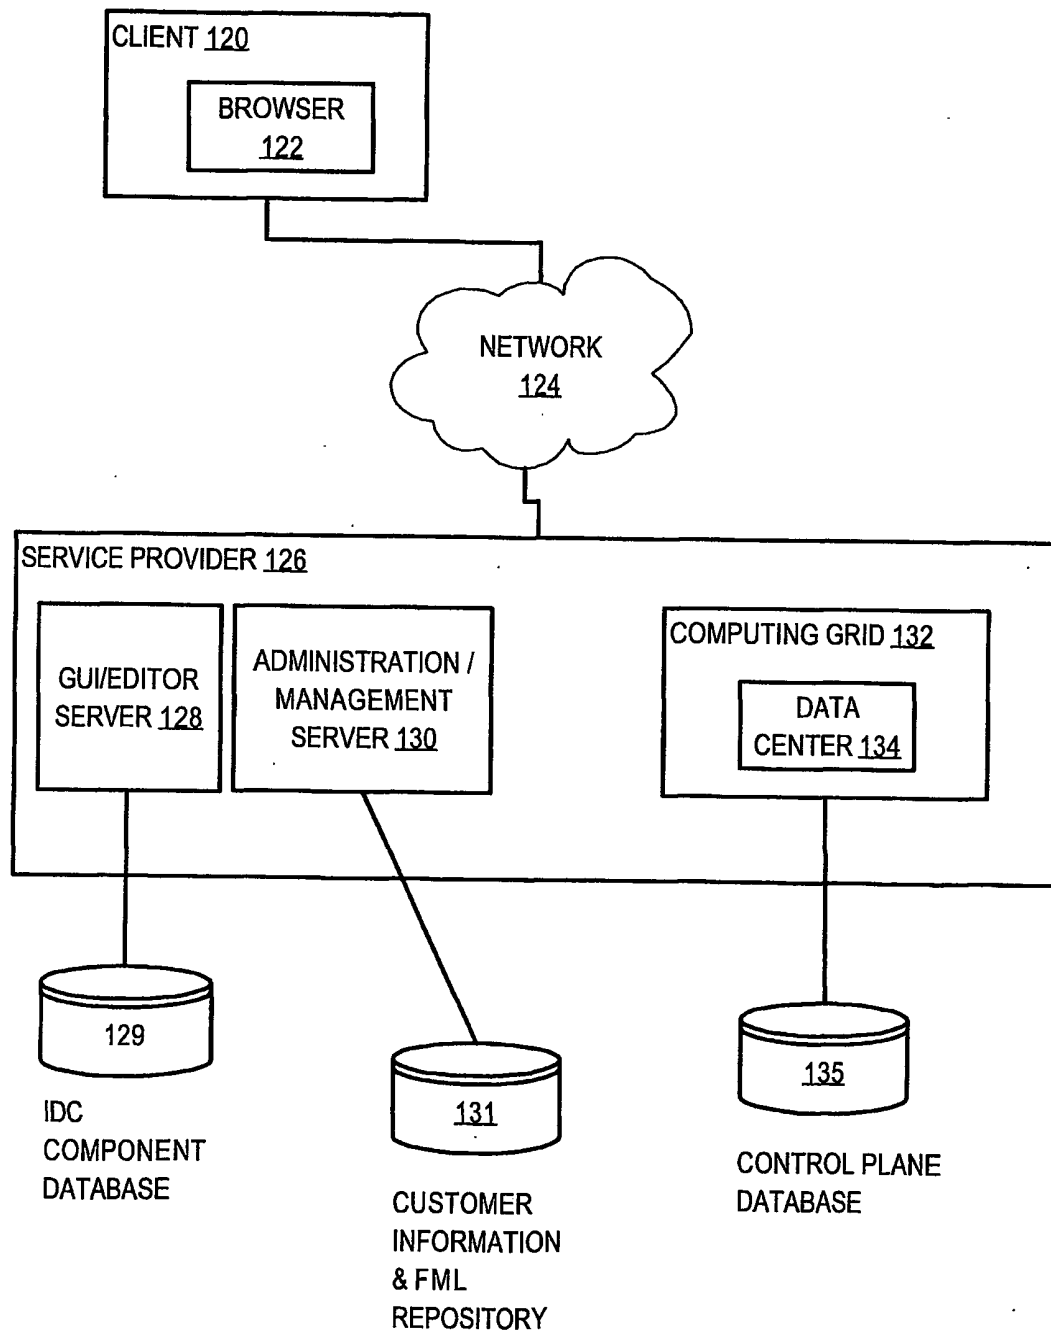 CLIENT 120
BROWSER
122
NETWORK
124
SERVICE PROVIDER 126
GUI/EDITOR
SERVER 128
ADMINISTRATION /
MANAGEMENT
SERVER 130
COMPUTING GRID 132
DATA
CENTER 134
129
IDC
COMPONENT
DATABASE
131
CUSTOMER
INFORMATION
& FML
REPOSITORY
135
CONTROL PLANE
DATABASE